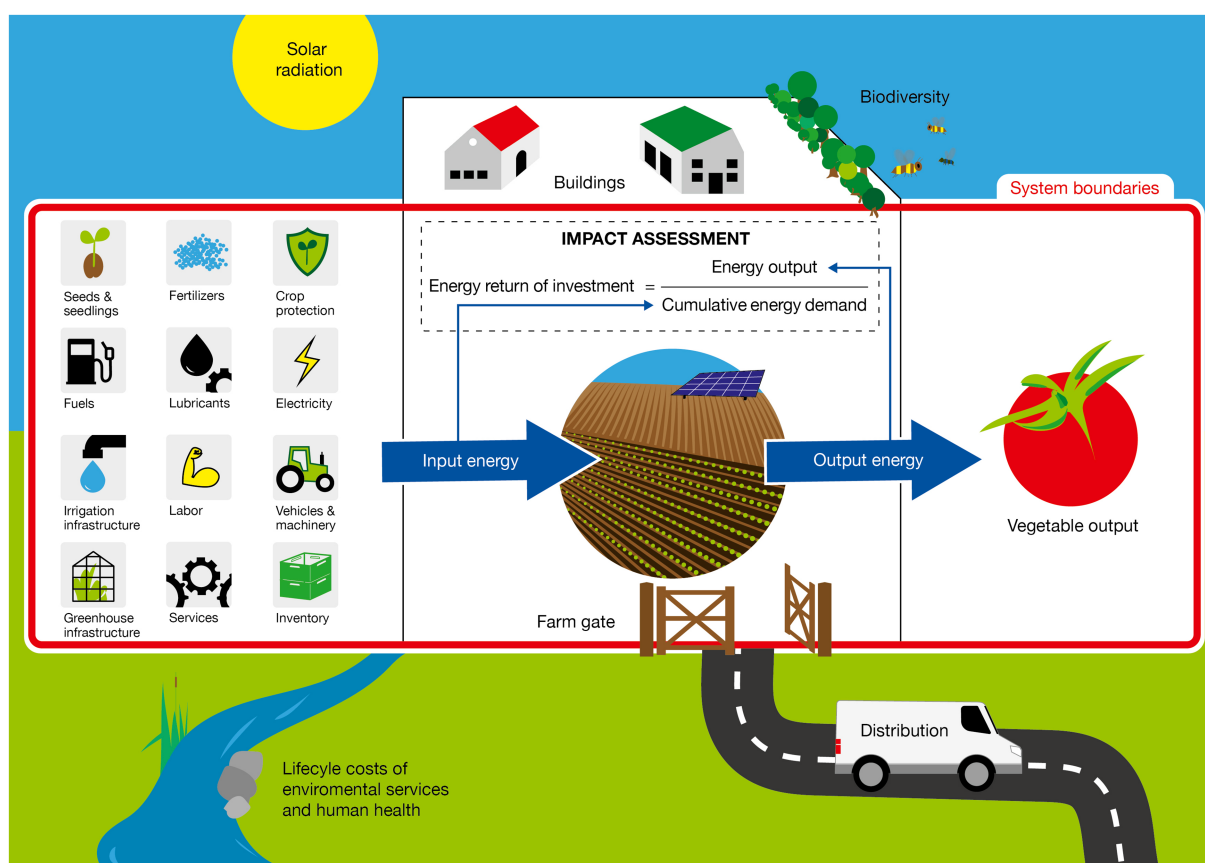 Solar
radiation
Biodiversity
Buildings
System boundaries
Seeds &
seedlings
Fertilizers
Crop
protection
Fuels
Lubricants
Electricity
Irrigation
infrastructure
Labor
Vehicles &
machinery
Greenhouse
infrastructure
Services
Inventory
IMPACT ASSESSMENT
Energy return of investment =
Energy output
Cumulative energy demand
Input energy
Output energy
Vegetable output
Farm gate
Distribution
Lifecyle costs of
enviromental services
and human health